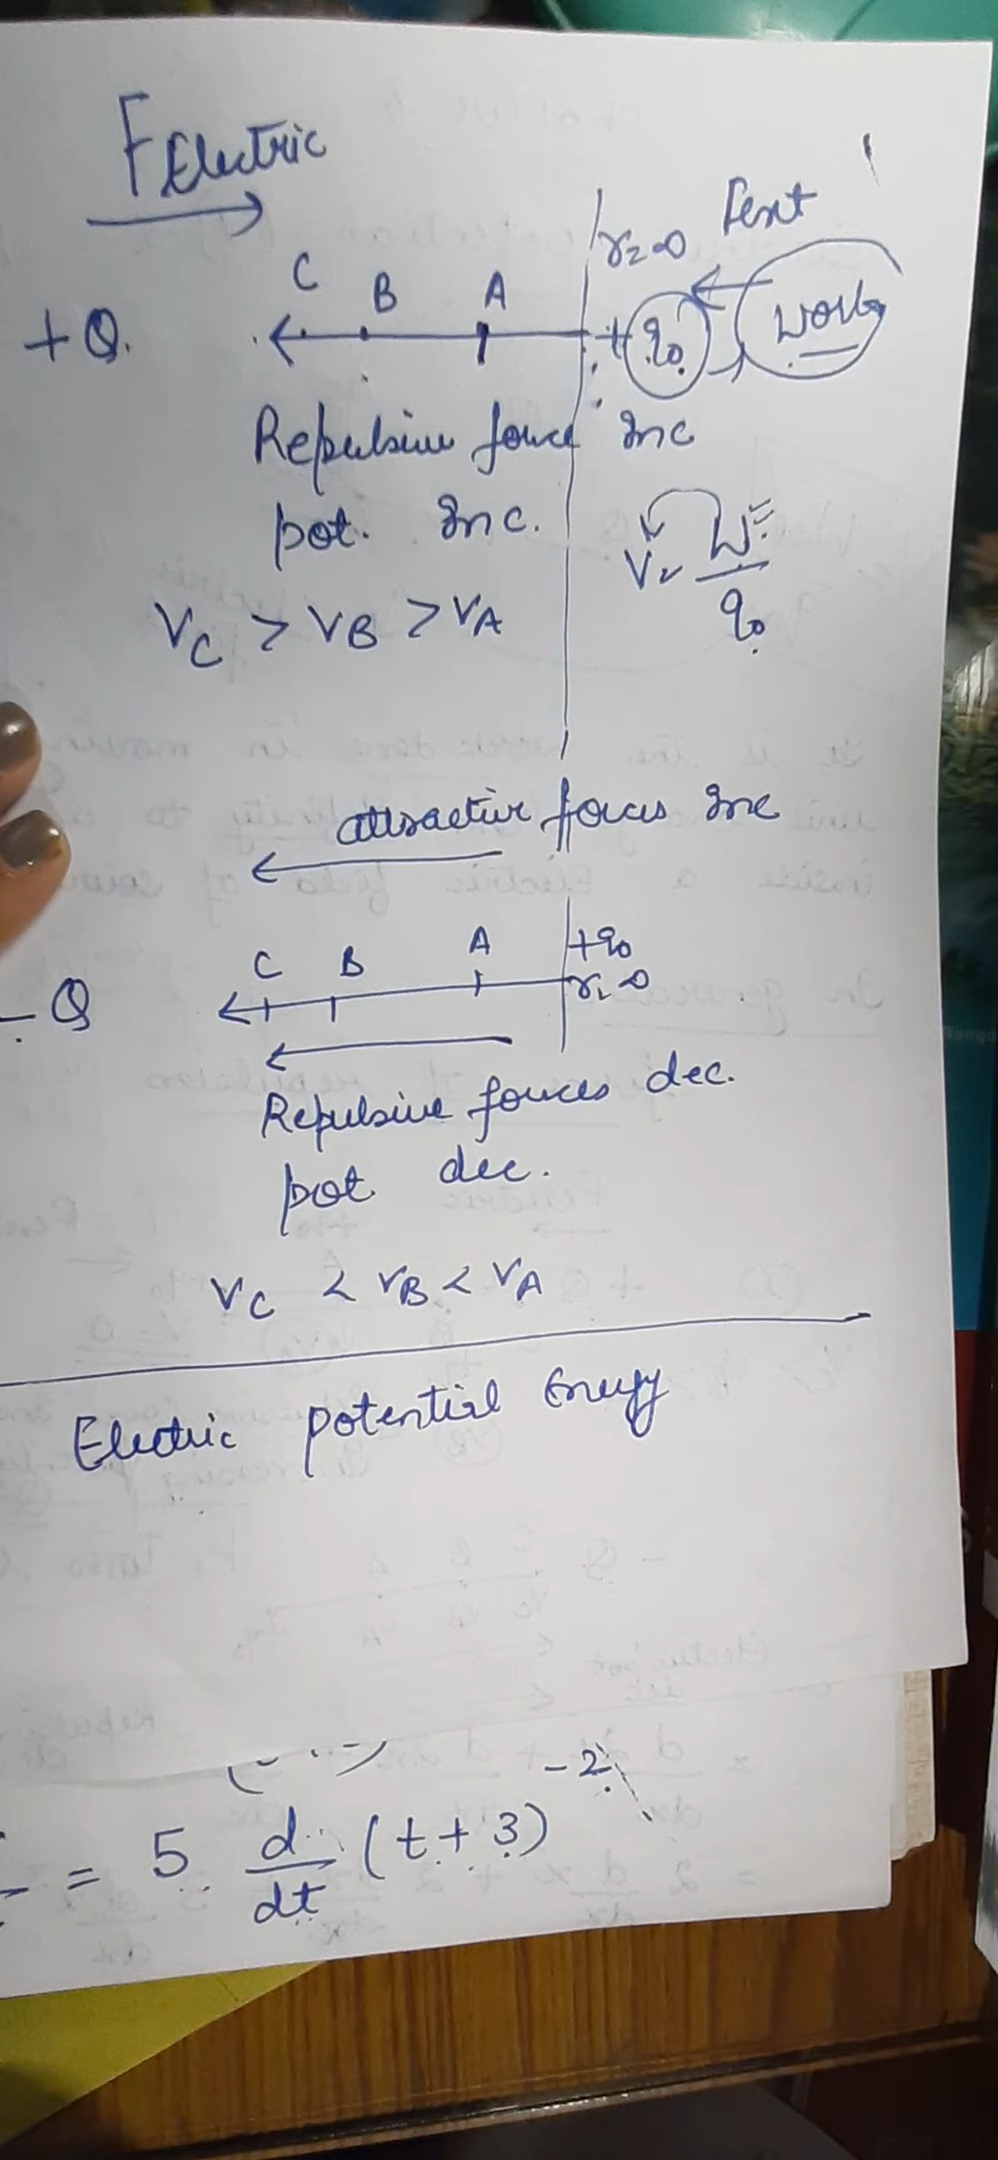 F Electric
r=∞ Fext
C B A
+Q. +q₀ work
Repulsive force Inc
pot. Inc.
V= W/q₀
VC > VB > VA
attractive forces Inc
C B A +q₀
- Q r=∞
Repulsive forces dec.
pot dec.
VC < VB < VA
Electric potential Energy
= 5 d/dt (t+3)⁻²